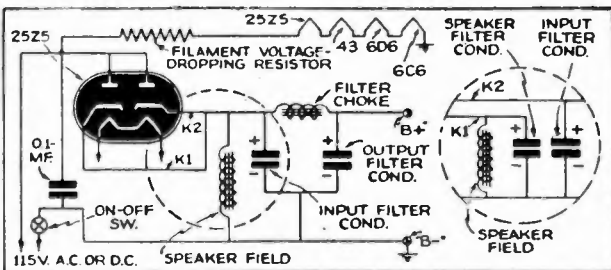 25Z5
25Z5
43
6D6
6C6
FILAMENT VOLTAGE-
DROPPING RESISTOR
FILTER
CHOKE
K2
K1
+
-
+
-
"B+"
OUTPUT
FILTER
COND.
INPUT FILTER
COND.
SPEAKER FIELD
"B-"
0.1-
MF.
ON-OFF
SW.
115V. A.C. OR D.C.
SPEAKER
FILTER
COND.
INPUT
FILTER
COND.
K2
K1
+
-
+
-
SPEAKER
FIELD